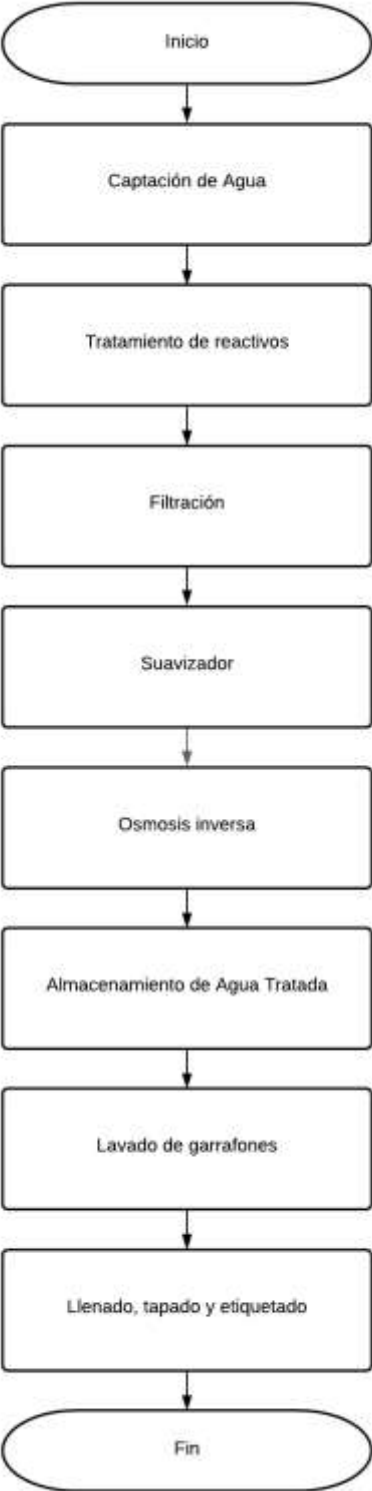 Inicio
Captación de Agua
Tratamiento de reactivos
Filtración
Suavizador
Osmosis inversa
Almacenamiento de Agua Tratada
Lavado de garrafones
Llenado, tapado y etiquetado
Fin